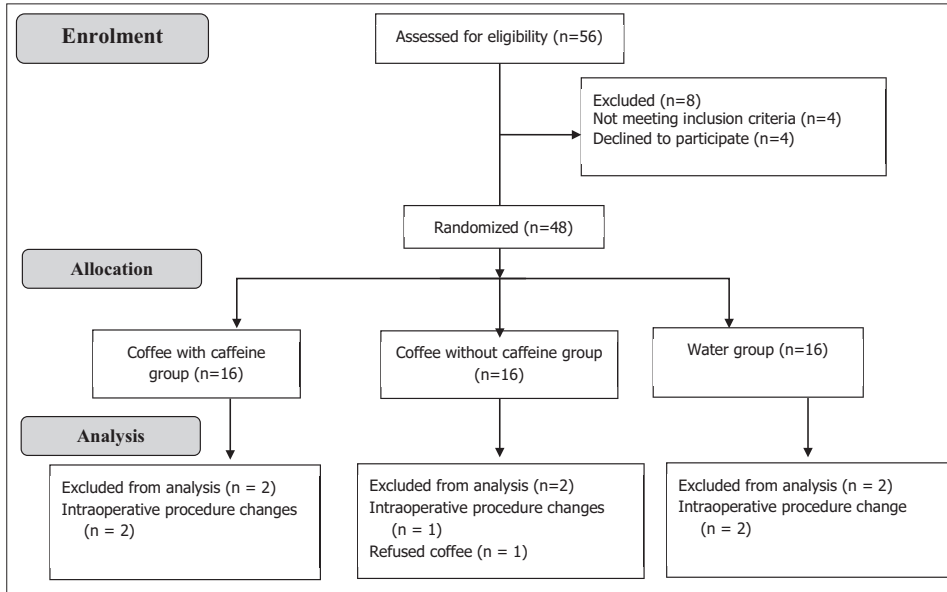 Enrolment
Assessed for eligibility (n=56)
Excluded (n=8)
Not meeting inclusion criteria (n=4)
Declined to participate (n=4)
Randomized (n=48)
Allocation
Coffee with caffeine
group (n=16)
Coffee without caffeine group
(n=16)
Water group (n=16)
Analysis
Excluded from analysis (n = 2)
Intraoperative procedure changes
(n = 2)
Excluded from analysis (n=2)
Intraoperative procedure changes
(n = 1)
Refused coffee (n = 1)
Excluded from analysis (n = 2)
Intraoperative procedure change
(n = 2)